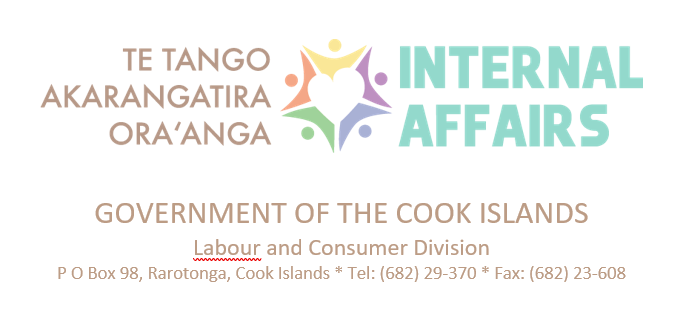 TE TANGO
AKARANGATIRA
ORA‘ANGA
INTERNAL
AFFAIRS
GOVERNMENT OF THE COOK ISLANDS
Labour and Consumer Division
P O Box 98, Rarotonga, Cook Islands * Tel: (682) 29-370 * Fax: (682) 23-608